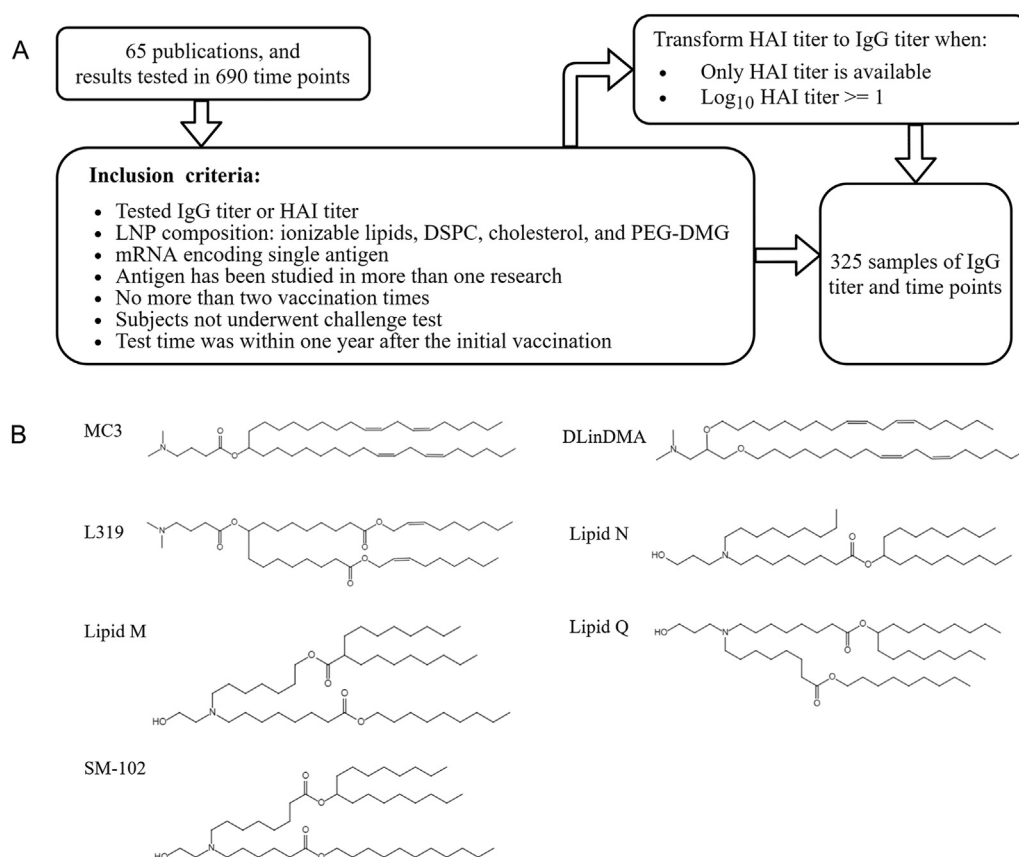 A
65 publications, and
results tested in 690 time points
Transform HAI titer to IgG titer when:
• Only HAI titer is available
• Log10 HAI titer >= 1
Inclusion criteria:
• Tested IgG titer or HAI titer
• LNP composition: ionizable lipids, DSPC, cholesterol, and PEG-DMG
• mRNA encoding single antigen
• Antigen has been studied in more than one research
• No more than two vaccination times
• Subjects not underwent challenge test
• Test time was within one year after the initial vaccination
325 samples of IgG
titer and time points
B
MC3
N
O
O
DLinDMA
N
O
O
L319
N
O
O
O
O
O
O
Lipid N
HO
N
O
O
Lipid M
HO
N
O
O
O
O
Lipid Q
HO
N
O
O
O
O
SM-102
HO
N
O
O
O
O